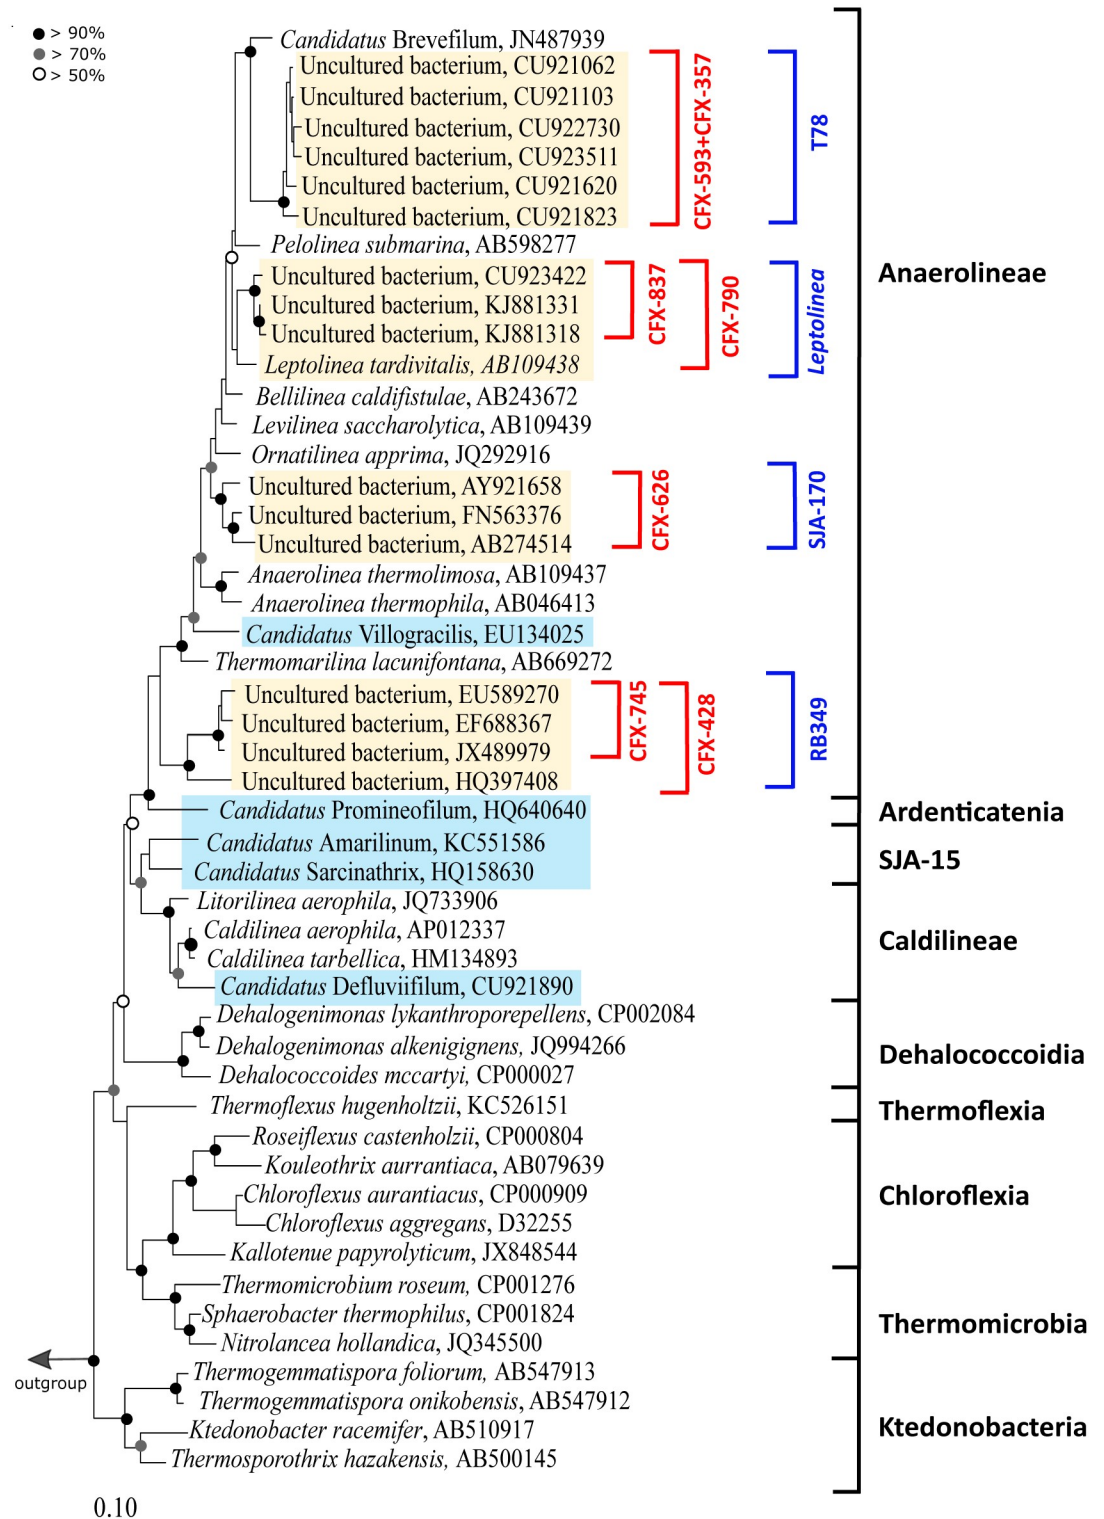 > 90%
> 70%
> 50%
Candidatus Brevefilum, JN487939
Uncultured bacterium, CU921062
Uncultured bacterium, CU921103
Uncultured bacterium, CU922730
Uncultured bacterium, CU923511
Uncultured bacterium, CU921620
Uncultured bacterium, CU921823
CFX-593+CFX-357
T78
Pelolinea submarina, AB598277
Anaerolineae
Uncultured bacterium, CU923422
Uncultured bacterium, KJ881331
Uncultured bacterium, KJ881318
Leptolinea tardivitalis, AB109438
CFX-837
CFX-790
Leptolinea
Bellilinea caldifistulae, AB243672
Levilinea saccharolytica, AB109439
Ornatilinea apprima, JQ292916
Uncultured bacterium, AY921658
Uncultured bacterium, FN563376
Uncultured bacterium, AB274514
CFX-626
SJA-170
Anaerolinea thermolimosa, AB109437
Anaerolinea thermophila, AB046413
Candidatus Villogracilis, EU134025
Thermomarilina lacunifontana, AB669272
Uncultured bacterium, EU589270
Uncultured bacterium, EF688367
Uncultured bacterium, JX489979
Uncultured bacterium, HQ397408
CFX-745
CFX-428
RB349
Candidatus Promineofilum, HQ640640
Ardenticatenia
Candidatus Amarilinum, KC551586
Candidatus Sarcinathrix, HQ158630
SJA-15
Litorilinea aerophila, JQ733906
Caldilinea aerophila, AP012337
Caldilinea tarbellica, HM134893
Candidatus Defluviifilum, CU921890
Caldilineae
Dehalogenimonas lykanthroporepellens, CP002084
Dehalogenimonas alkenigignens, JQ994266
Dehalococcoides mccartyi, CP000027
Dehalococcoidia
Thermoflexus hugenholtzii, KC526151
Thermoflexia
Roseiflexus castenholzii, CP000804
Kouleothrix aurrantiaca, AB079639
Chloroflexus aurantiacus, CP000909
Chloroflexus aggregans, D32255
Kallotenue papyrolyticum, JX848544
Chloroflexia
Thermomicrobium roseum, CP001276
Sphaerobacter thermophilus, CP001824
Nitrolancea hollandica, JQ345500
Thermomicrobia
outgroup
Thermogemmatispora foliorum, AB547913
Thermogemmatispora onikobensis, AB547912
Ktedonobacter racemifer, AB510917
Thermosporothrix hazakensis, AB500145
Ktedonobacteria
0.10